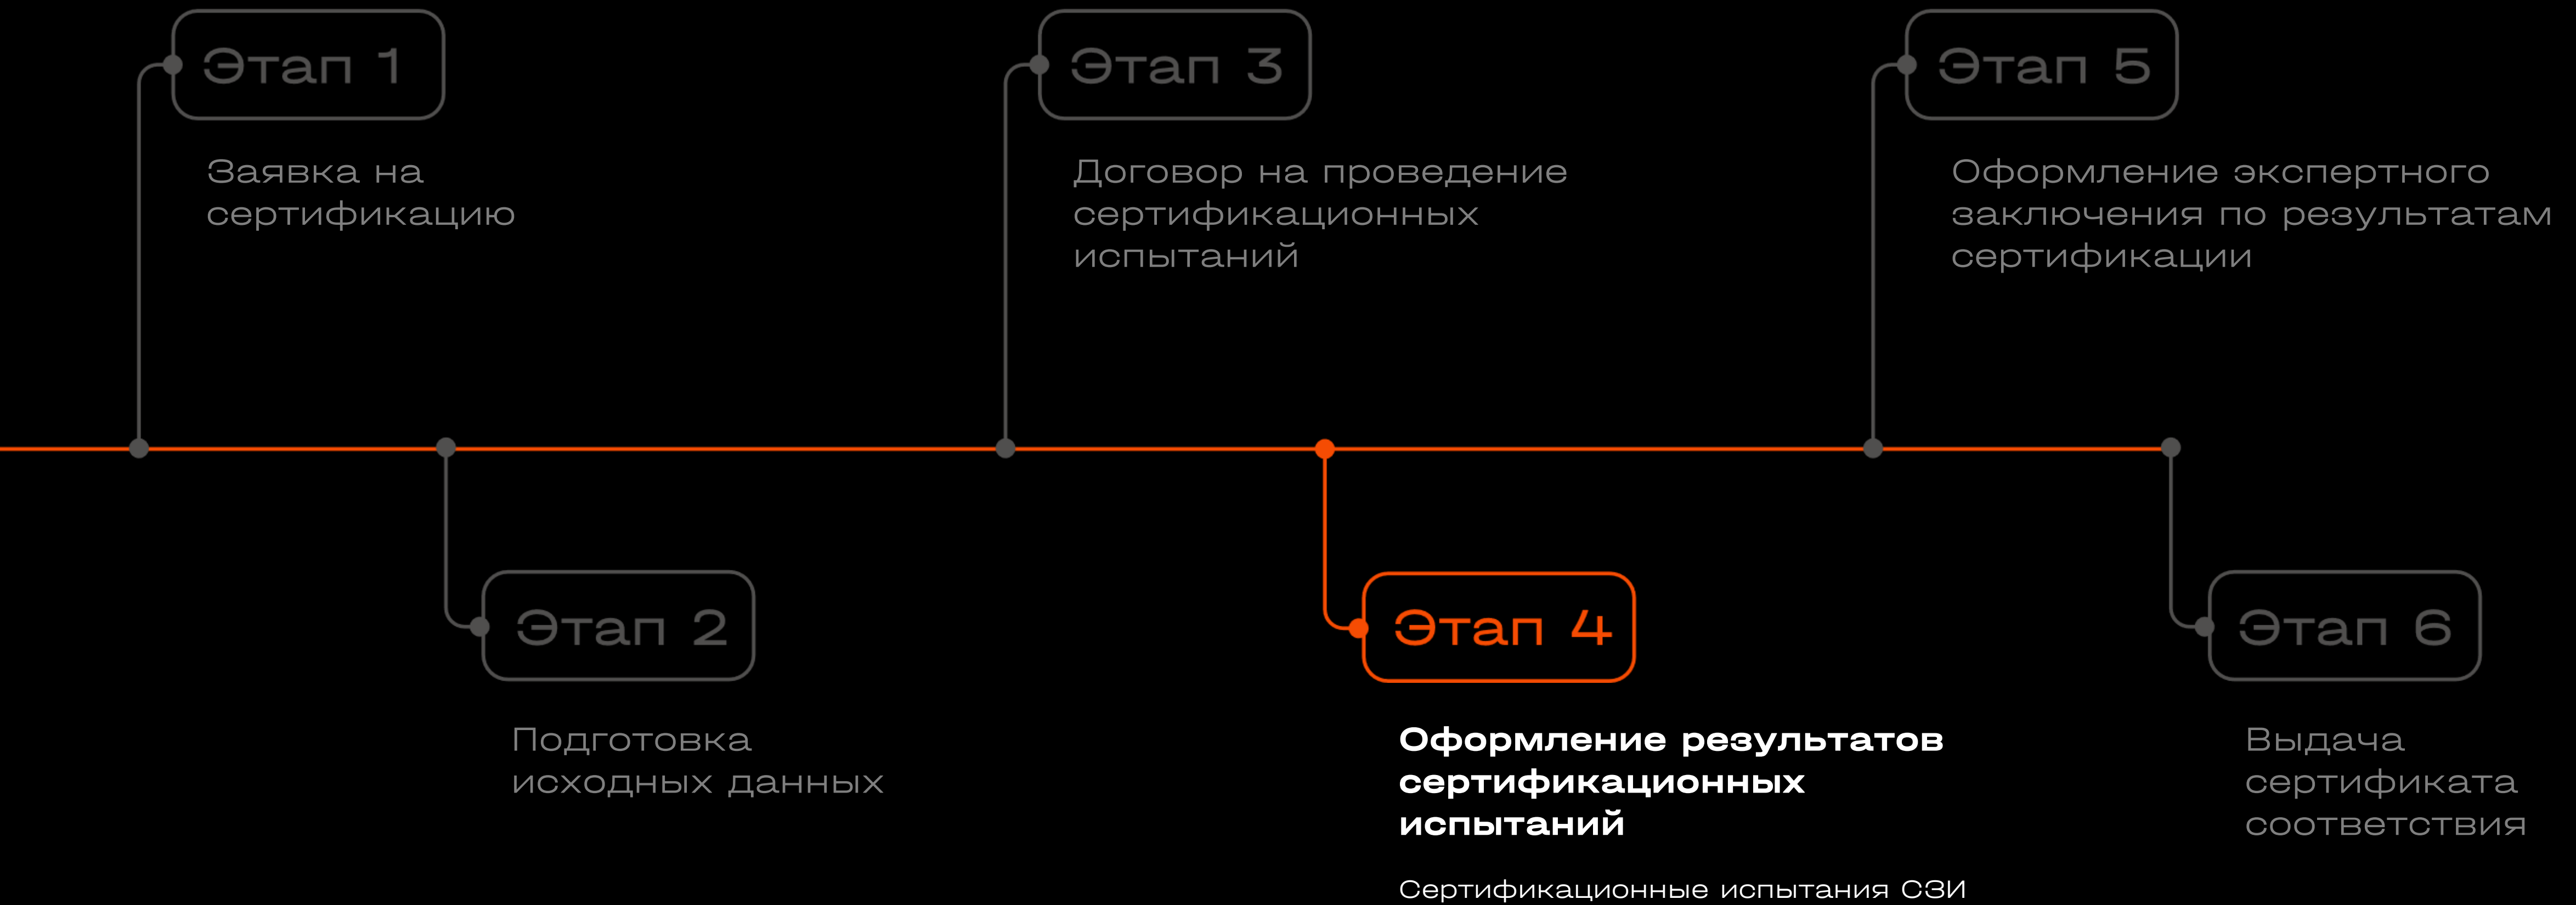 Этап 1
Заявка на
сертификацию
Этап 2
Подготовка
исходных данных
Этап 3
Договор на проведение
сертификационных
испытаний
Этап 4
Оформление результатов
сертификационных
испытаний
Сертификационные испытания СЗИ
Этап 5
Оформление экспертного
заключения по результатам
сертификации
Этап 6
Выдача
сертификата
соответствия